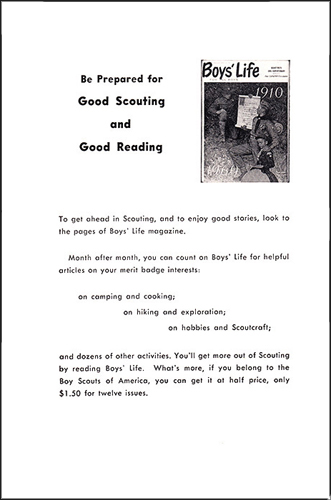 Be Prepared for
Good Scouting
and
Good Reading
Boys' Life
1910
1960
To get ahead in Scouting, and to enjoy good stories, look to
the pages of Boys' Life magazine.
Month after month, you can count on Boys' Life for helpful
articles on your merit badge interests:
on camping and cooking;
on hiking and exploration;
on hobbies and Scoutcraft;
and dozens of other activities. You'll get more out of Scouting
by reading Boys' Life. What's more, if you belong to the
Boy Scouts of America, you can get it at half price, only
$1.50 for twelve issues.